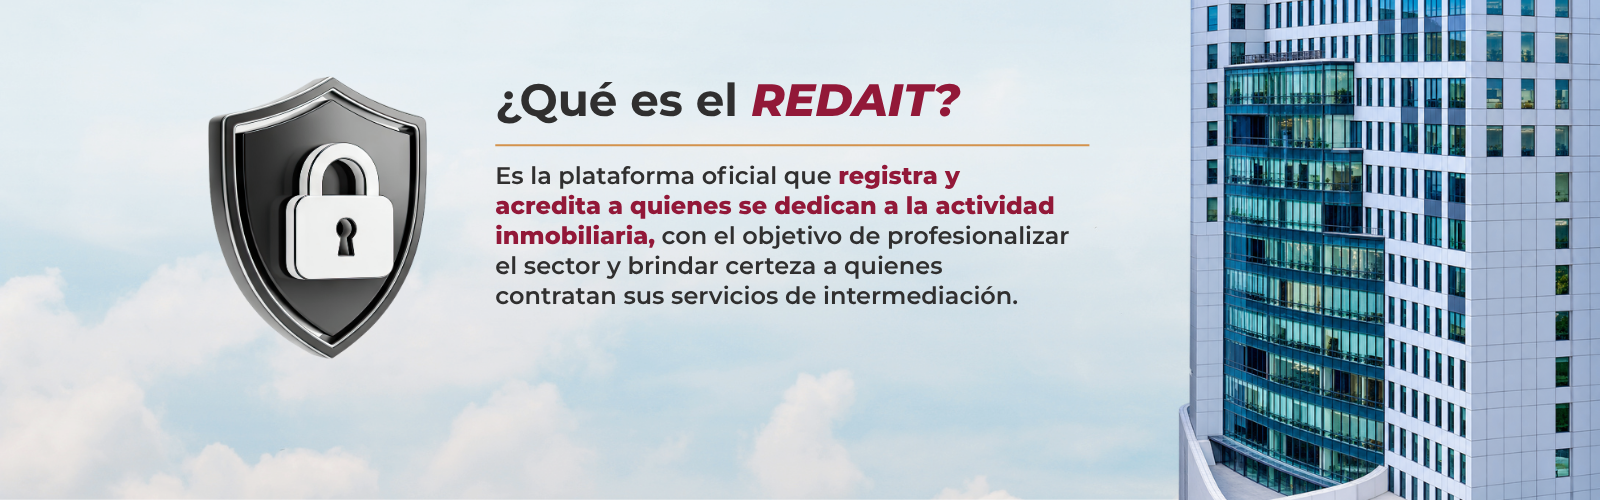 ¿Qué es el REDAIT?
Es la plataforma oficial que registra y
acredita a quienes se dedican a la actividad
inmobiliaria, con el objetivo de profesionalizar
el sector y brindar certeza a quienes
contratan sus servicios de intermediación.